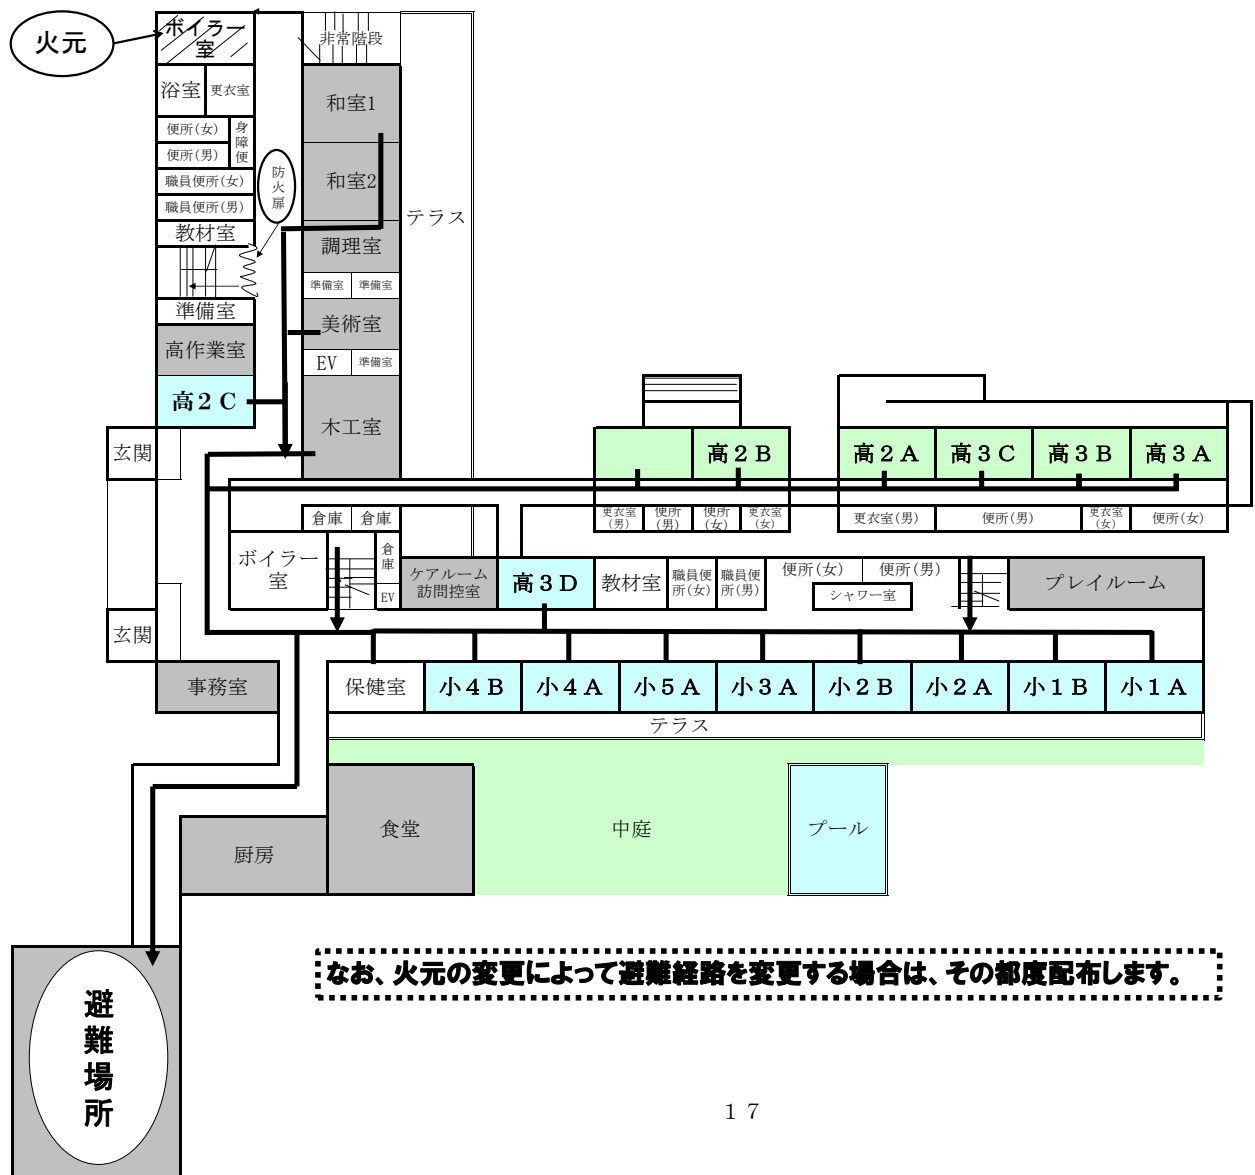 火元
ボイラー
室
非常階段
浴室
更衣室
和室1
便所(女)
身障便
便所(男)
防火扉
職員便所(女)
和室2
職員便所(男)
テラス
教材室
調理室
準備室
準備室
準備室
美術室
高作業室
EV
準備室
高2C
木工室
玄関
高2B
高2A
高3C
高3B
高3A
倉庫
倉庫
更衣室
(男)
便所
(男)
便所
(女)
更衣室
(女)
更衣室(男)
便所(男)
更衣室
(女)
便所(女)
ボイラー
室
倉庫
EV
ケアルーム
訪問控室
高3D
教材室
職員便
所(女)
職員便
所(男)
便所(女)
便所(男)
シャワー室
プレイルーム
玄関
事務室
保健室
小4B
小4A
小5A
小3A
小2B
小2A
小1B
小1A
テラス
食堂
中庭
プール
厨房
なお、火元の変更によって避難経路を変更する場合は、その都度配布します。
避難場所
17